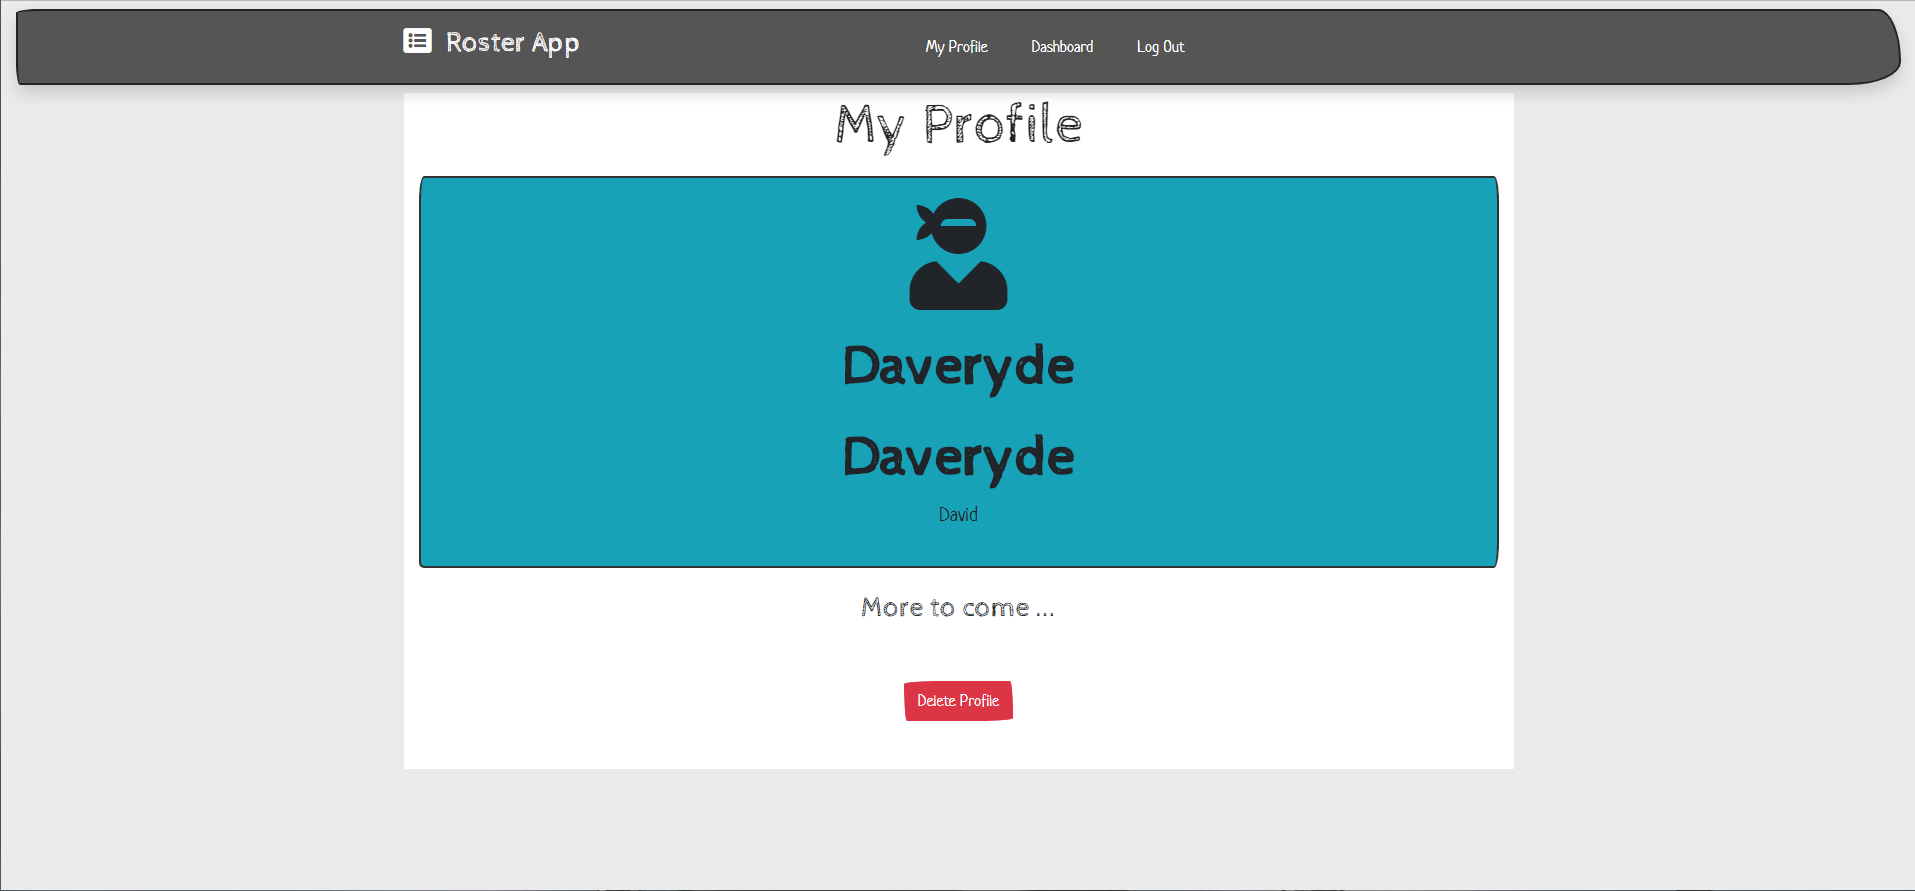 Roster App
My Profile Dashboard Log Out
My Profile
Daveryde
Daveryde
David
More to come ...
Delete Profile